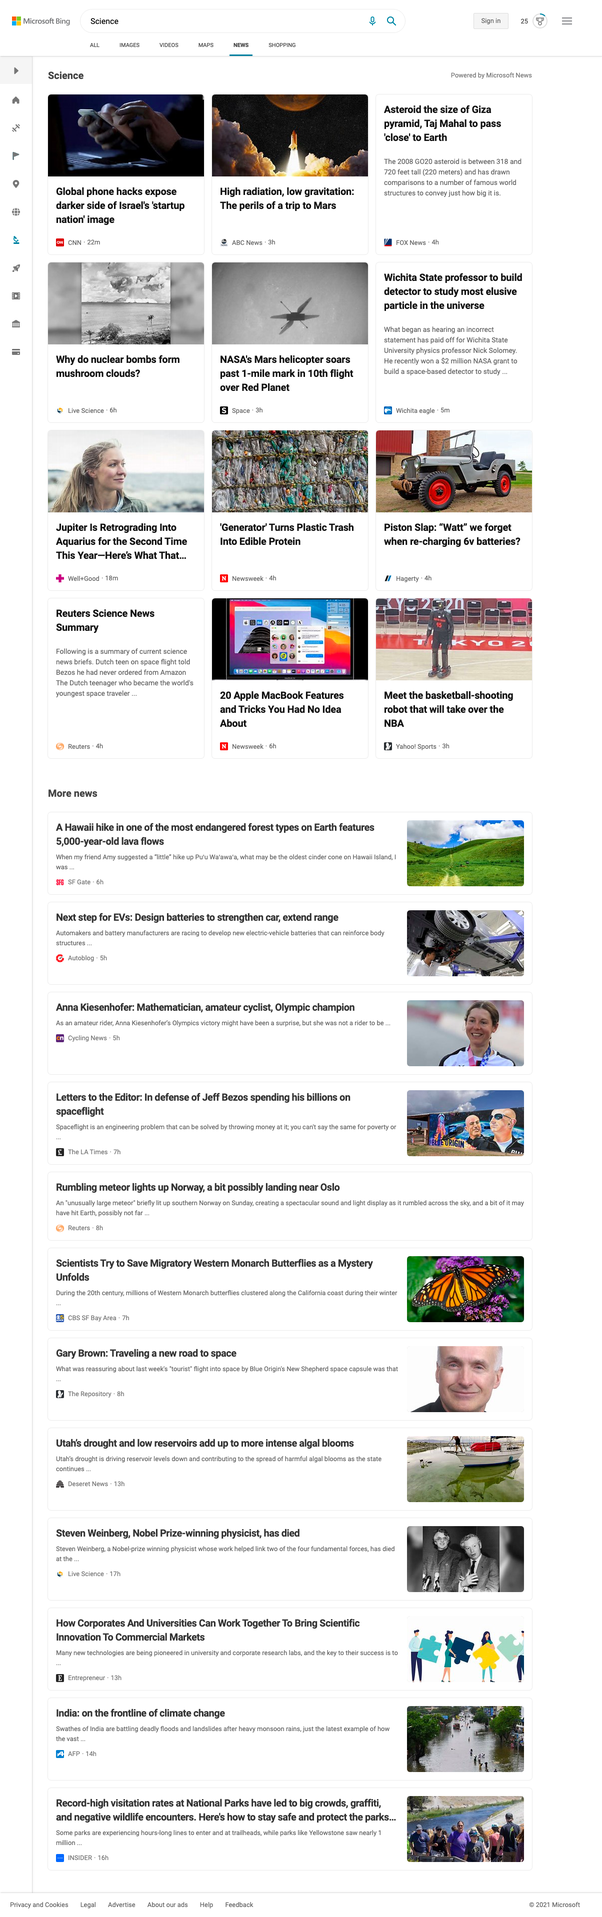 Microsoft Bing
Science
Sign in
25
ALL
IMAGES
VIDEOS
MAPS
NEWS
SHOPPING
Science
Powered by Microsoft News
Global phone hacks expose
darker side of Israel's 'startup
nation' image
CNN · 22m
High radiation, low gravitation:
The perils of a trip to Mars
ABC News · 3h
Asteroid the size of Giza
pyramid, Taj Mahal to pass
'close' to Earth
The 2008 GO20 asteroid is between 318 and
720 feet tall (220 meters) and has drawn
comparisons to a number of famous world
structures to convey just how big it is.
FOX News · 4h
Why do nuclear bombs form
mushroom clouds?
Live Science · 6h
NASA's Mars helicopter soars
past 1-mile mark in 10th flight
over Red Planet
Space · 3h
Wichita State professor to build
detector to study most elusive
particle in the universe
What began as hearing an incorrect
statement has paid off for Wichita State
University physics professor Nick Solomey.
He recently won a $2 million NASA grant to
build a space-based detector to study ...
Wichita eagle · 5m
Jupiter Is Retrograding Into
Aquarius for the Second Time
This Year—Here's What That...
Well+Good · 18m
'Generator' Turns Plastic Trash
Into Edible Protein
Newsweek · 4h
Piston Slap: “Watt” we forget
when re-charging 6v batteries?
Hagerty · 4h
Reuters Science News
Summary
Following is a summary of current science
news briefs. Dutch teen on space flight told
Bezos he had never ordered from Amazon
The Dutch teenager who became the world's
youngest space traveler ...
Reuters · 4h
20 Apple MacBook Features
and Tricks You Had No Idea
About
Newsweek · 6h
TOKYO 2
Meet the basketball-shooting
robot that will take over the
NBA
Yahoo! Sports · 3h
More news
A Hawaii hike in one of the most endangered forest types on Earth features
5,000-year-old lava flows
When my friend Amy suggested a "little" hike up Pu'u Wa'awa'a, what may be the oldest cinder cone on Hawaii Island, I
was ...
SF Gate · 6h
Next step for EVs: Design batteries to strengthen car, extend range
Automakers and battery manufacturers are racing to develop new electric-vehicle batteries that can reinforce body
structures ...
Autoblog · 5h
Anna Kiesenhofer: Mathematician, amateur cyclist, Olympic champion
As an amateur rider, Anna Kiesenhofer's Olympics victory might have been a surprise, but she was not a rider to be ...
Cycling News · 5h
Letters to the Editor: In defense of Jeff Bezos spending his billions on
spaceflight
Spaceflight is an engineering problem that can be solved by throwing money at it; you can't say the same for poverty or
...
The LA Times · 7h
BLUE ORIGIN
Rumbling meteor lights up Norway, a bit possibly landing near Oslo
An "unusually large meteor" briefly lit up southern Norway on Sunday, creating a spectacular sound and light display as it rumbled across the sky, and a bit of it may
have hit Earth, possibly not far ...
Reuters · 8h
Scientists Try to Save Migratory Western Monarch Butterflies as a Mystery
Unfolds
During the 20th century, millions of Western Monarch butterflies clustered along the California coast during their winter
...
CBS SF Bay Area · 7h
Gary Brown: Traveling a new road to space
What was reassuring about last week's "tourist" flight into space by Blue Origin's New Shepherd space capsule was that
...
The Repository · 8h
Utah's drought and low reservoirs add up to more intense algal blooms
Utah's drought is driving reservoir levels down and contributing to the spread of harmful algal blooms as the state
continues ...
Deseret News · 13h
Steven Weinberg, Nobel Prize-winning physicist, has died
Steven Weinberg, a Nobel-prize winning physicist whose work helped link two of the four fundamental forces, has died
at the ...
Live Science · 17h
How Corporates And Universities Can Work Together To Bring Scientific
Innovation To Commercial Markets
Many new technologies are being pioneered in university and corporate research labs, and the key to their success is to
...
Entrepreneur · 13h
India: on the frontline of climate change
Swathes of India are battling deadly floods and landslides after heavy monsoon rains, just the latest example of how
the vast ...
AFP · 14h
Record-high visitation rates at National Parks have led to big crowds, graffiti,
and negative wildlife encounters. Here's how to stay safe and protect the parks...
Some parks are experiencing hours-long lines to enter and at trailheads, while parks like Yellowstone saw nearly 1
million ...
INSIDER · 16h
Privacy and Cookies
Legal
Advertise
About our ads
Help
Feedback
© 2021 Microsoft